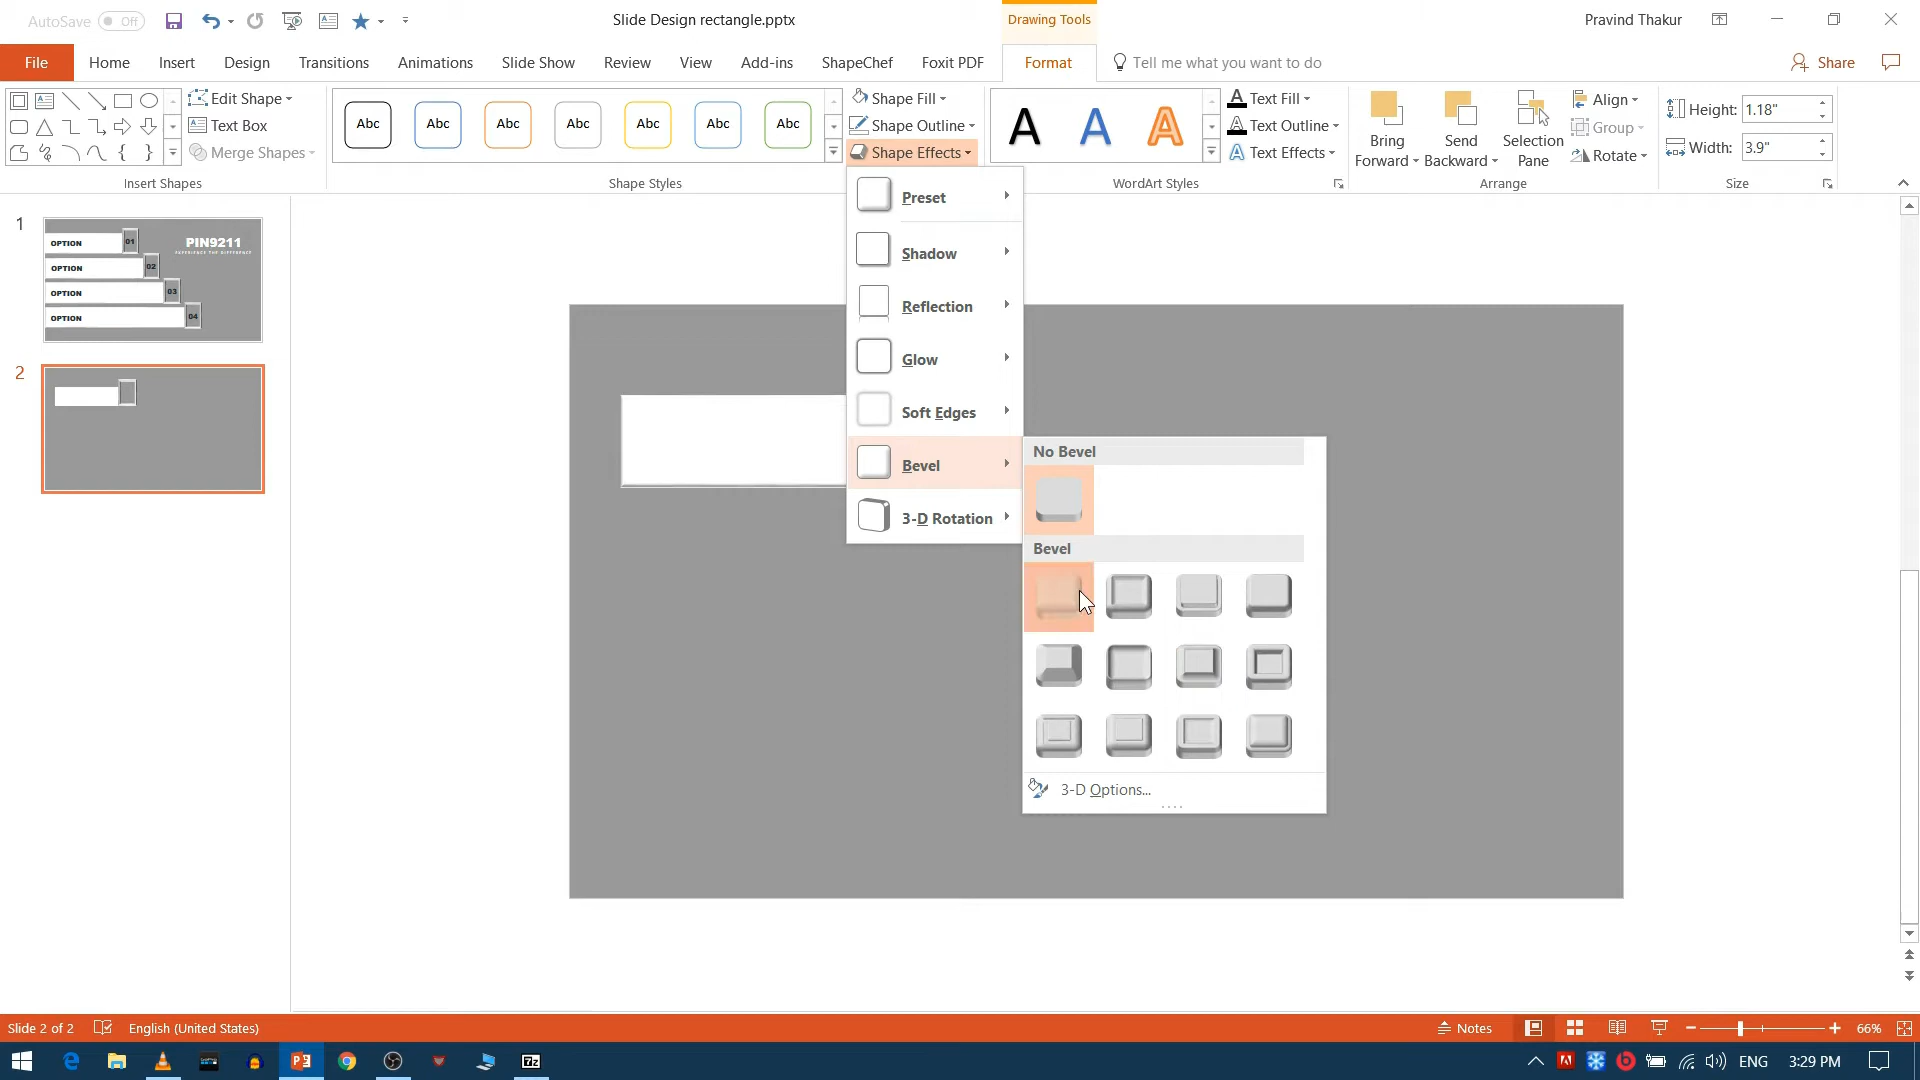 AutoSave Off
Slide Design rectangle.pptx
Drawing Tools
Pravind Thakur
File Home Insert Design Transitions Animations Slide Show Review View Add-ins ShapeChef Foxit PDF Format Tell me what you want to do Share
Edit Shape
Text Box
Merge Shapes
Insert Shapes
Abc Abc Abc Abc Abc Abc Abc
Shape Styles
Shape Fill
Shape Outline
Shape Effects
A A A
WordArt Styles
Text Fill
Text Outline
Text Effects
Bring Forward
Send Backward
Selection Pane
Align
Group
Rotate
Arrange
Height: 1.18"
Width: 3.9"
Size
1
OPTION 01
OPTION 02
OPTION 03
OPTION 04
PIN9211
EXPERIENCE THE DIFFERENCE
2
Preset
Shadow
Reflection
Glow
Soft Edges
Bevel
3-D Rotation
No Bevel
Bevel
3-D Options...
Slide 2 of 2 English (United States) Notes 66%
ENG 3:29 PM